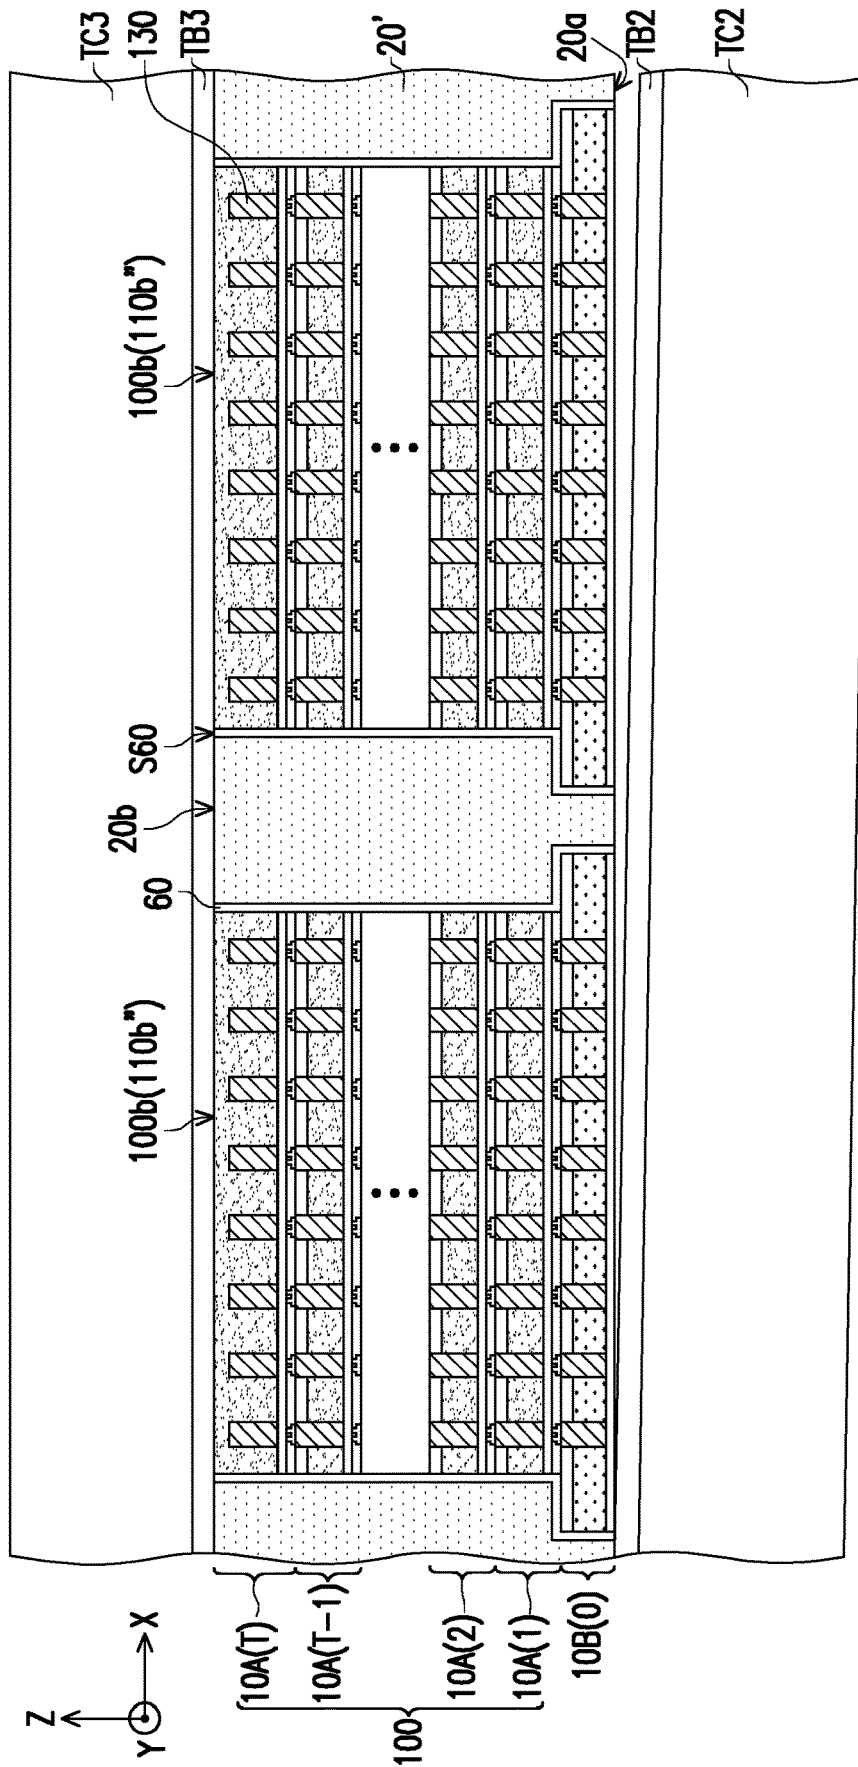 TC3
130
TB3
20'
20a
TB2
TC2
100b(110b")
S60
20b
60
100b(110b")
10A(T)
10A(T-1)
10A(2)
10A(1)
10B(0)
100
Z
X
Y